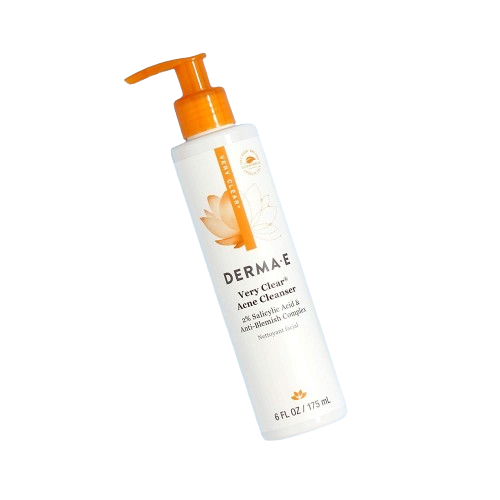 VERY CLEAR®
DERMA·E
Very Clear®
Acne Cleanser
2% Salicylic Acid &
Anti-Blemish Complex
Nettoyant facial
6 FL OZ / 175 mL